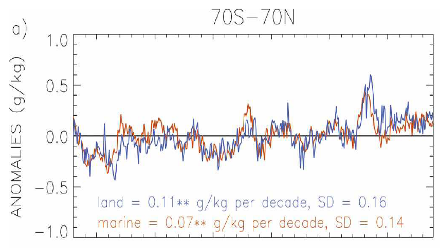 70S-70N
a)
ANOMALIES (g/kg)
1.0
0.5
0.0
-0.5
-1.0
land = 0.11** g/kg per decade, SD = 0.16
marine = 0.07** g/kg per decade, SD = 0.14